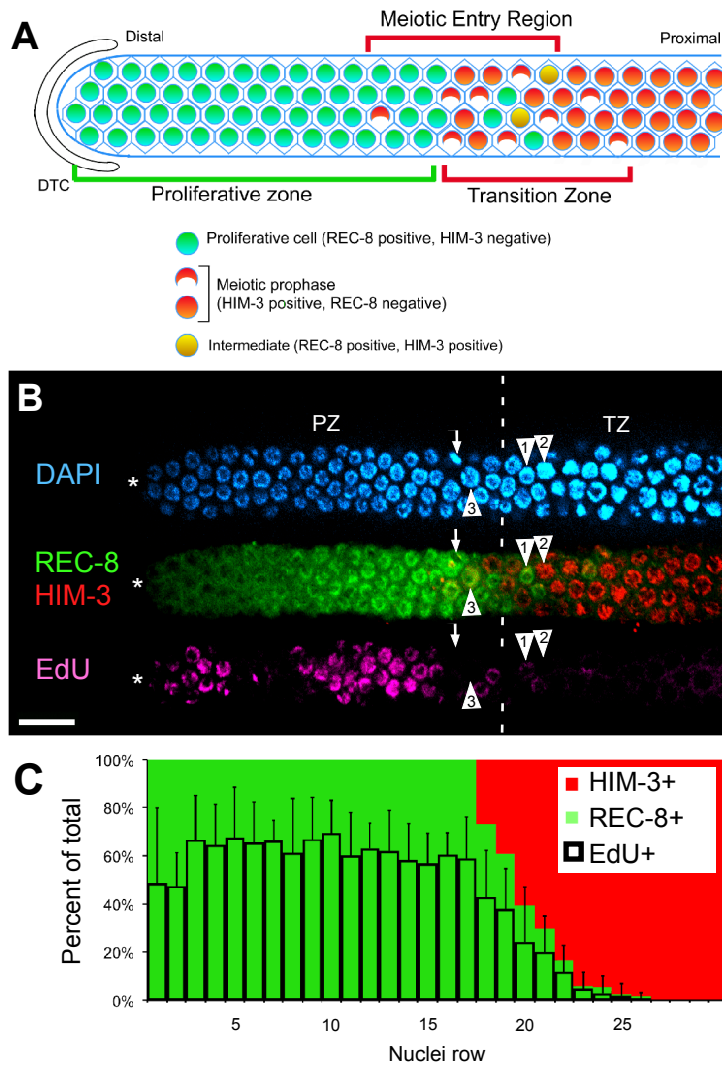 A
Meiotic Entry Region
Distal
Proximal
DTC
Proliferative zone
Transition Zone
Proliferative cell (REC-8 positive, HIM-3 negative)
Meiotic prophase
(HIM-3 positive, REC-8 negative)
Intermediate (REC-8 positive, HIM-3 positive)
B
PZ
TZ
DAPI
*
1
2
3
REC-8
HIM-3
*
1
2
3
EdU
*
1
2
3
C
Percent of total
100%
80%
60%
40%
20%
0%
HIM-3+
REC-8+
EdU+
5
10
15
20
25
Nuclei row